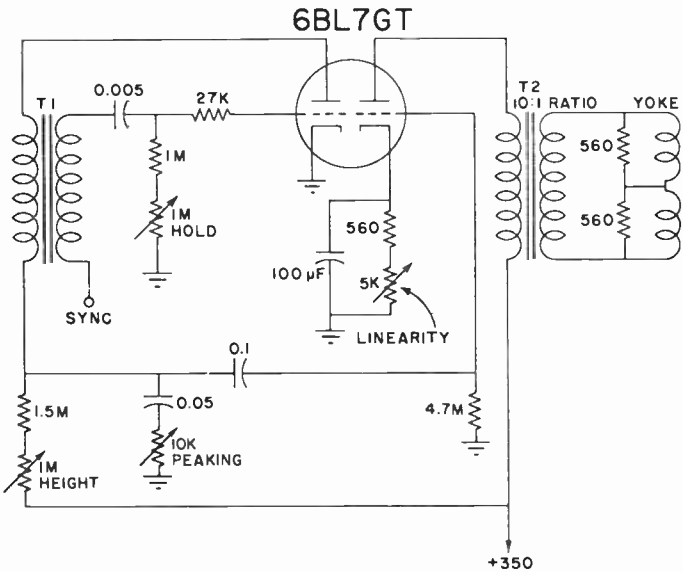 6BL7GT
T1
0.005
27K
T2
10:1 RATIO
YOKE
560
560
1M
1M
HOLD
560
100 µF
5K
LINEARITY
SYNC
0.1
1.5M
0.05
4.7M
10K
PEAKING
1M
HEIGHT
+350